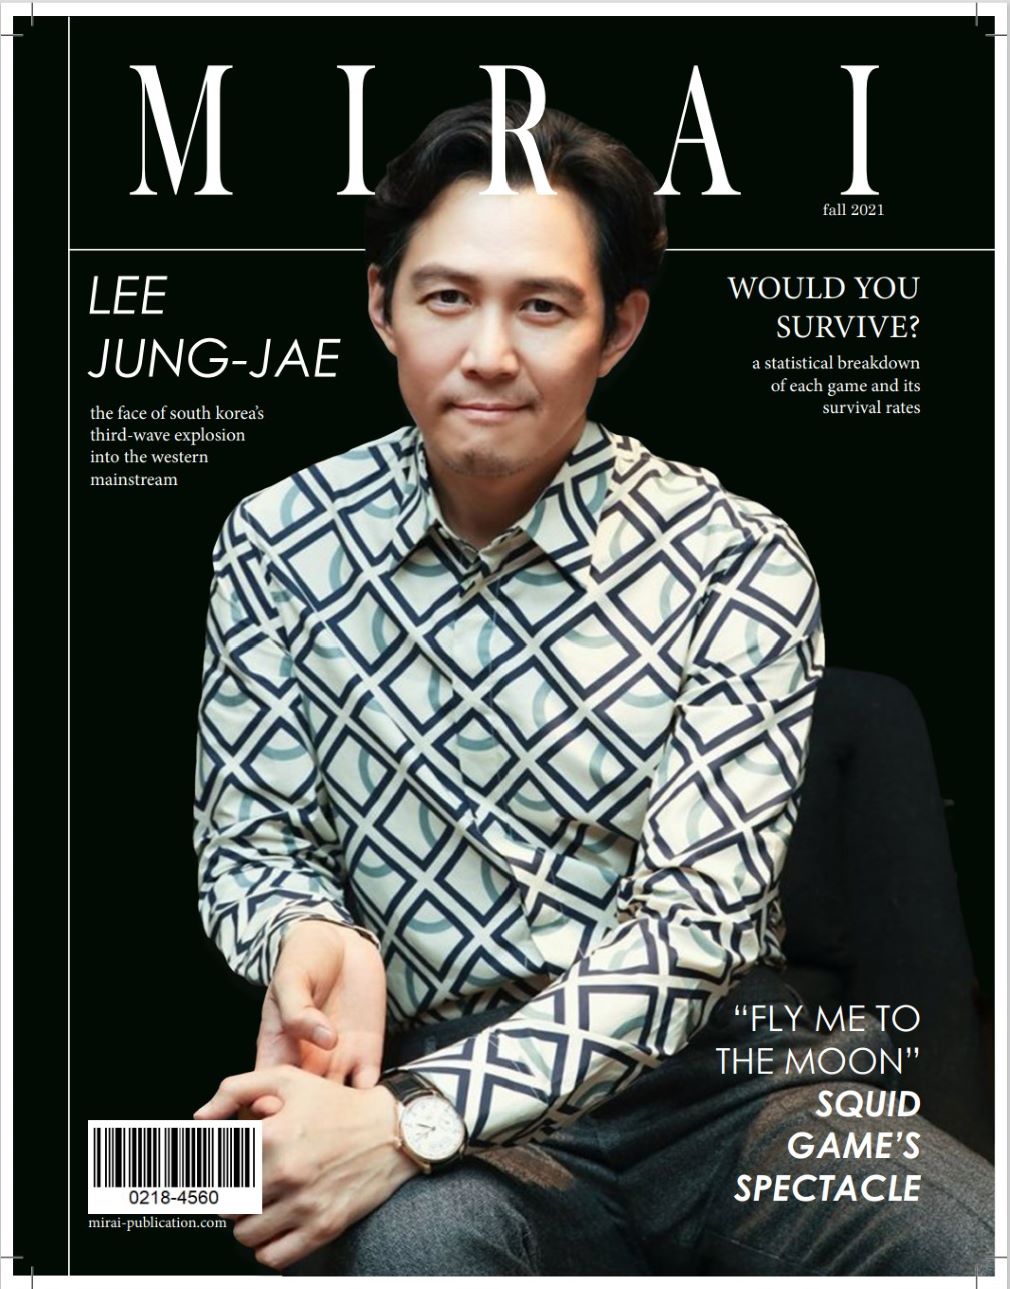 MIRAI
fall 2021
LEE
JUNG-JAE
the face of south korea's
third-wave explosion
into the western
mainstream
WOULD YOU
SURVIVE?
a statistical breakdown
of each game and its
survival rates
“FLY ME TO
THE MOON”
SQUID
GAME’S
SPECTACLE
0218-4560
mirai-publication.com